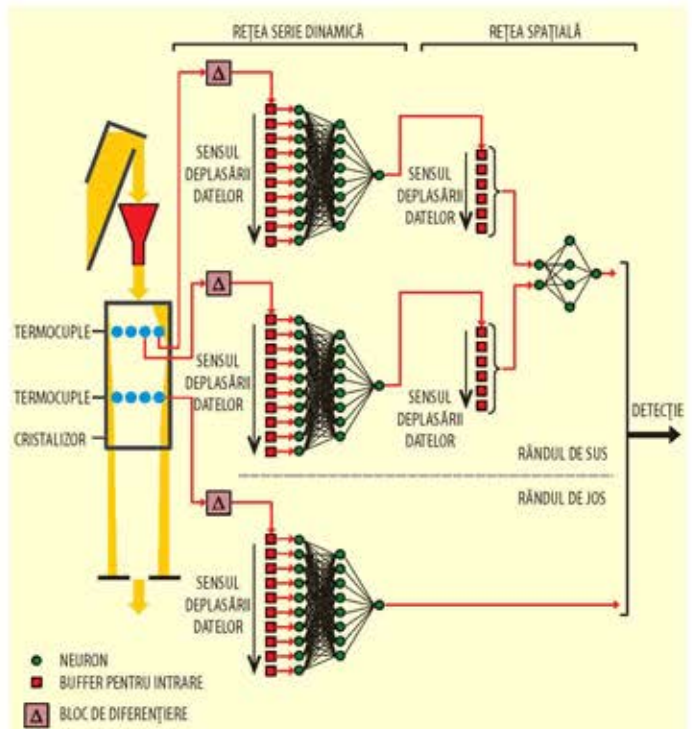 REȚEA SERIE DINAMICĂ
REȚEA SPAȚIALĂ
Δ
SENSUL
DEPLASĂRII
DATELOR
SENSUL
DEPLASĂRII
DATELOR
Δ
TERMOCUPLE
SENSUL
DEPLASĂRII
DATELOR
SENSUL
DEPLASĂRII
DATELOR
TERMOCUPLE
CRISTALIZOR
DETECȚIE
RÂNDUL DE SUS
RÂNDUL DE JOS
Δ
SENSUL
DEPLASĂRII
DATELOR
NEURON
BUFFER PENTRU INTRARE
Δ BLOC DE DIFERENȚIERE